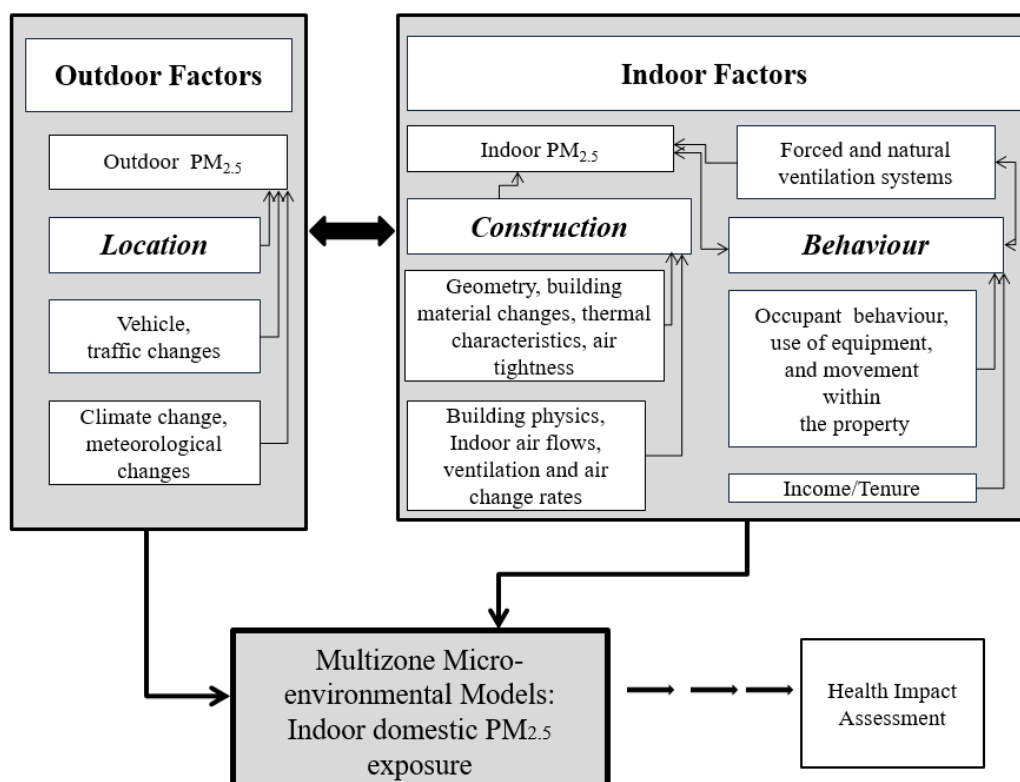 Outdoor Factors
Outdoor PM2.5
Location
Vehicle,
traffic changes
Climate change,
meteorological
changes
Indoor Factors
Indoor PM2.5
Construction
Geometry, building
material changes, thermal
characteristics, air
tightness
Building physics,
Indoor air flows,
ventilation and air
change rates
Forced and natural
ventilation systems
Behaviour
Occupant behaviour,
use of equipment,
and movement
within
the property
Income/Tenure
Multizone Micro-
environmental Models:
Indoor domestic PM2.5
exposure
Health Impact
Assessment